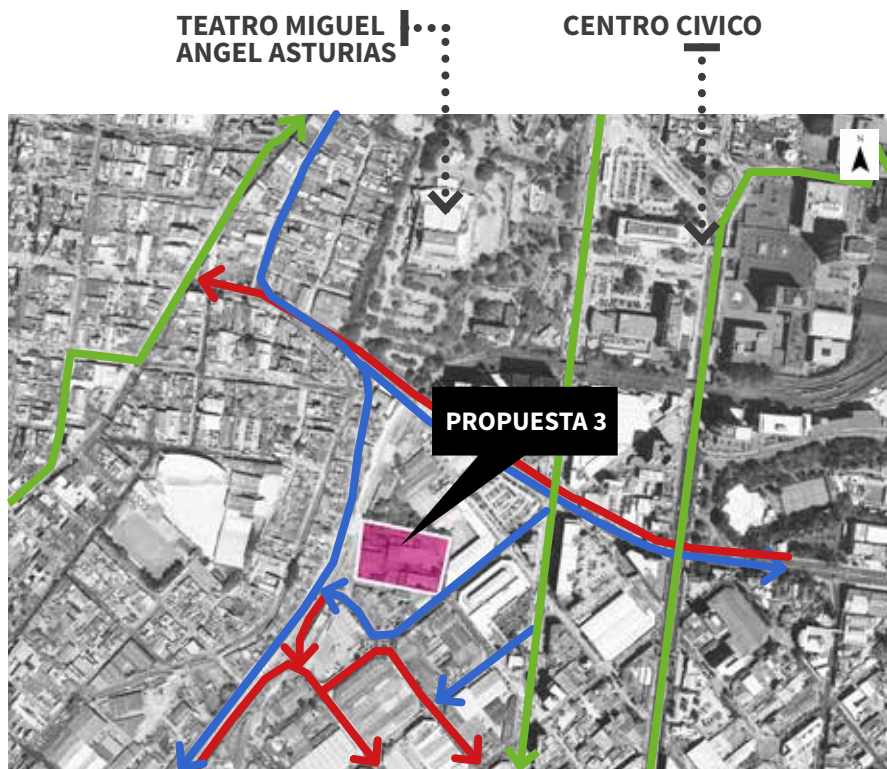 TEATRO MIGUEL
ANGEL ASTURIAS
CENTRO CIVICO
N
PROPUESTA 3